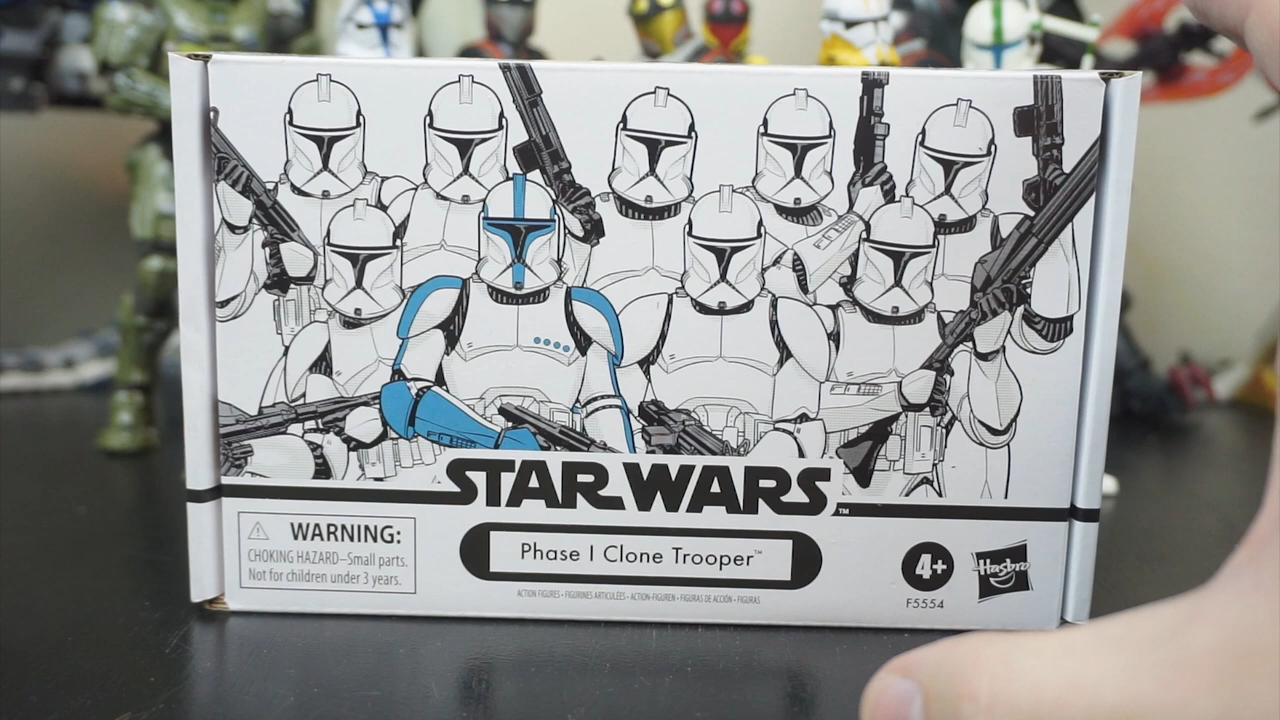 STAR WARS™
WARNING:
CHOKING HAZARD–Small parts.
Not for children under 3 years.
Phase I Clone Trooper™
ACTION FIGURES • FIGURINES ARTICULÉES • ACTION-FIGUREN • FIGURAS DE ACCIÓN • FIGURAS
4+
F5554
Hasbro